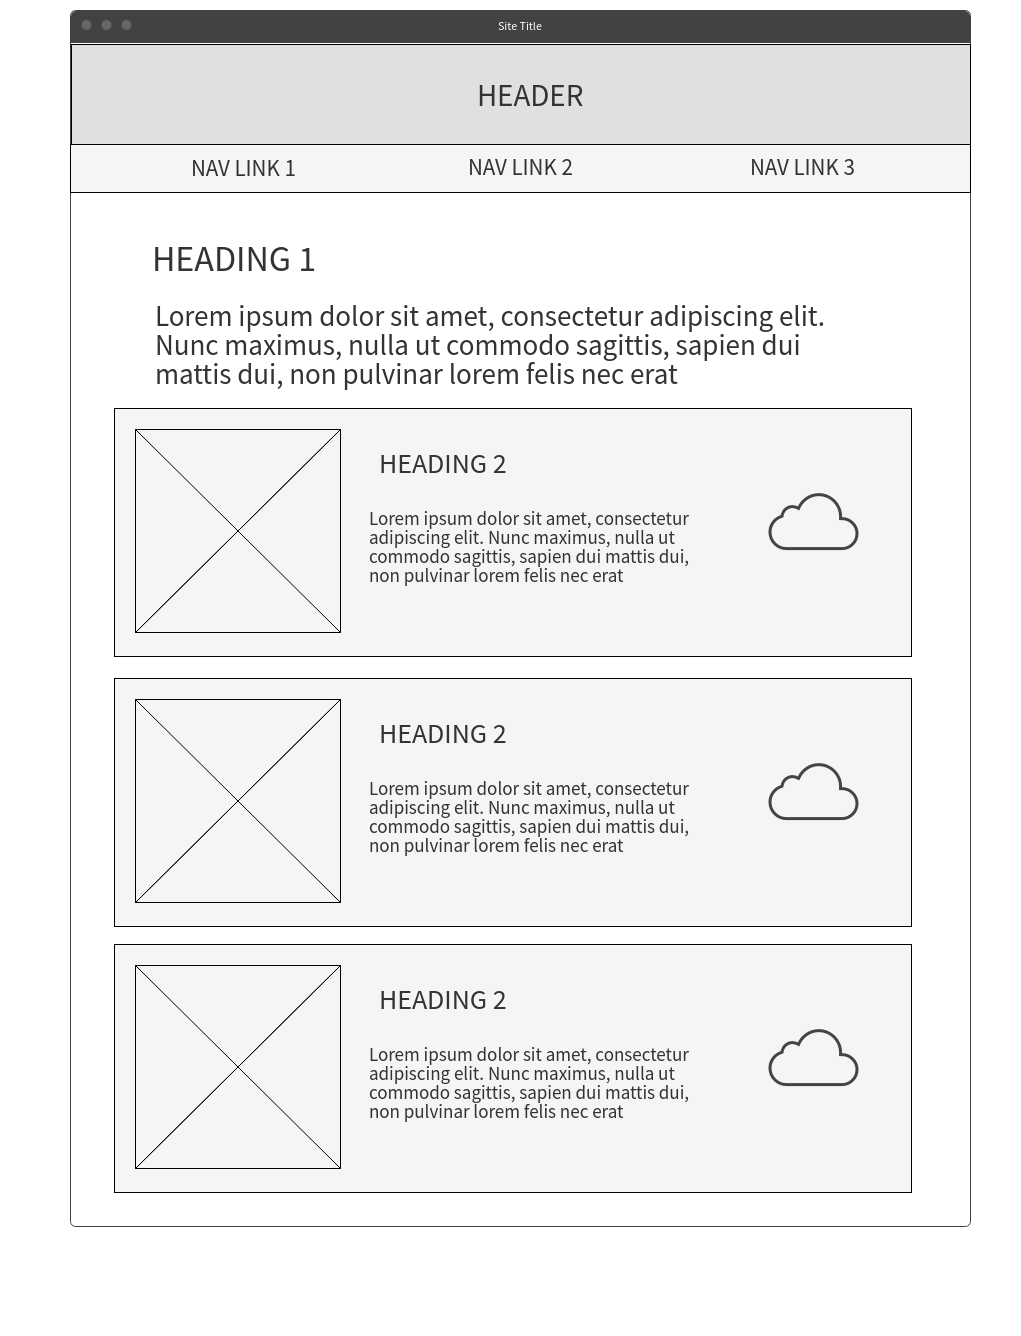 Site Title
HEADER
NAV LINK 1
NAV LINK 2
NAV LINK 3
HEADING 1
Lorem ipsum dolor sit amet, consectetur adipiscing elit.
Nunc maximus, nulla ut commodo sagittis, sapien dui
mattis dui, non pulvinar lorem felis nec erat
HEADING 2
Lorem ipsum dolor sit amet, consectetur
adipiscing elit. Nunc maximus, nulla ut
commodo sagittis, sapien dui mattis dui,
non pulvinar lorem felis nec erat
HEADING 2
Lorem ipsum dolor sit amet, consectetur
adipiscing elit. Nunc maximus, nulla ut
commodo sagittis, sapien dui mattis dui,
non pulvinar lorem felis nec erat
HEADING 2
Lorem ipsum dolor sit amet, consectetur
adipiscing elit. Nunc maximus, nulla ut
commodo sagittis, sapien dui mattis dui,
non pulvinar lorem felis nec erat